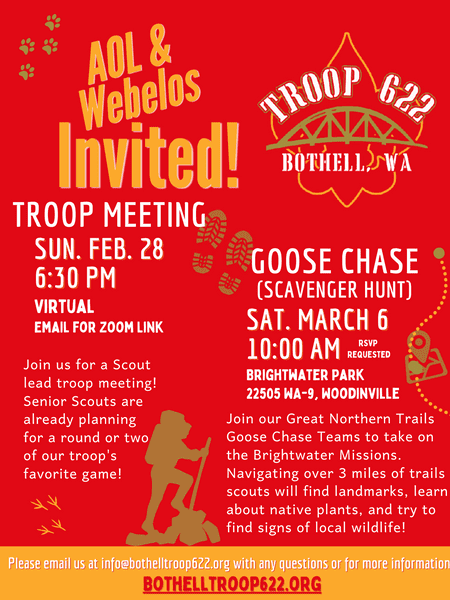 AOL &
Webelos
Invited!
TROOP 622
BOTHELL, WA
TROOP MEETING
SUN. FEB. 28
6:30 PM
VIRTUAL
EMAIL FOR ZOOM LINK
Join us for a Scout
lead troop meeting!
Senior Scouts are
already planning
for a round or two
of our troop's
favorite game!
GOOSE CHASE
(SCAVENGER HUNT)
SAT. MARCH 6
10:00 AM RSVP
REQUESTED
BRIGHTWATER PARK
22505 WA-9, WOODINVILLE
Join our Great Northern Trails
Goose Chase Teams to take on
the Brightwater Missions.
Navigating over 3 miles of trails
scouts will find landmarks, learn
about native plants, and try to
find signs of local wildlife!
Please email us at info@bothelltroop622.org with any questions or for more information
BOTHELLTROOP622.ORG